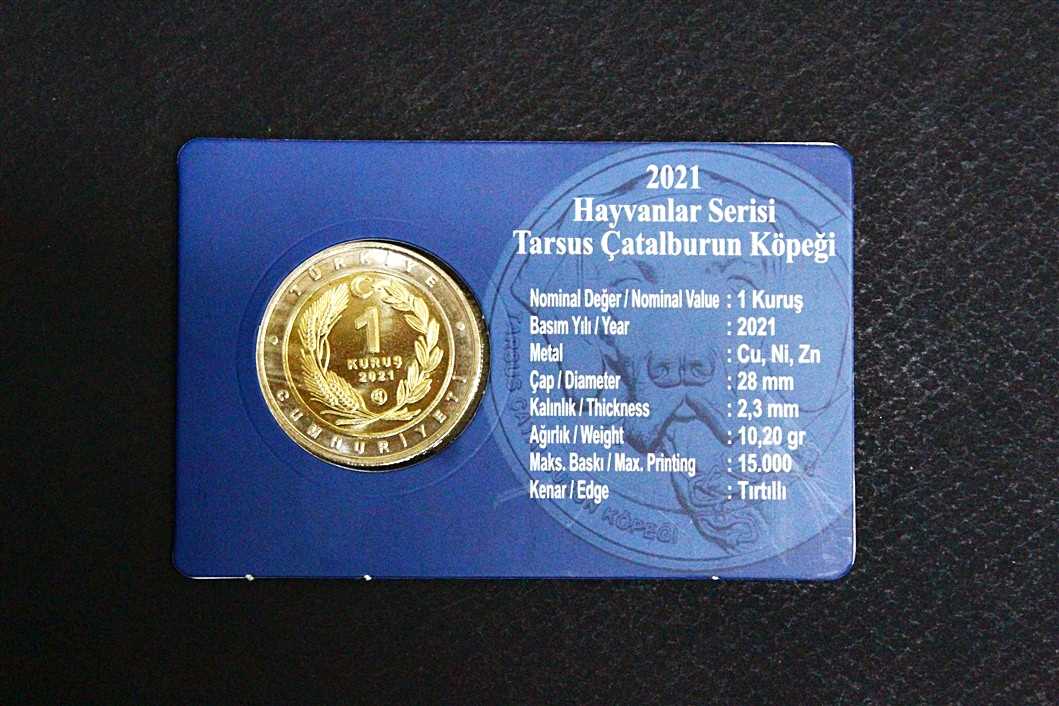 TÜRKİYE
1
KURUŞ
2021
CUMHURİYETİ
2021
Hayvanlar Serisi
Tarsus Çatalburun Köpeği
Nominal Değer / Nominal Value : 1 Kuruş
Basım Yılı / Year : 2021
Metal : Cu, Ni, Zn
Çap / Diameter : 28 mm
Kalınlık / Thickness : 2,3 mm
Ağırlık / Weight : 10,20 gr
Maks. Baskı / Max. Printing : 15.000
Kenar / Edge : Tırtıllı
KÖPEĞİ